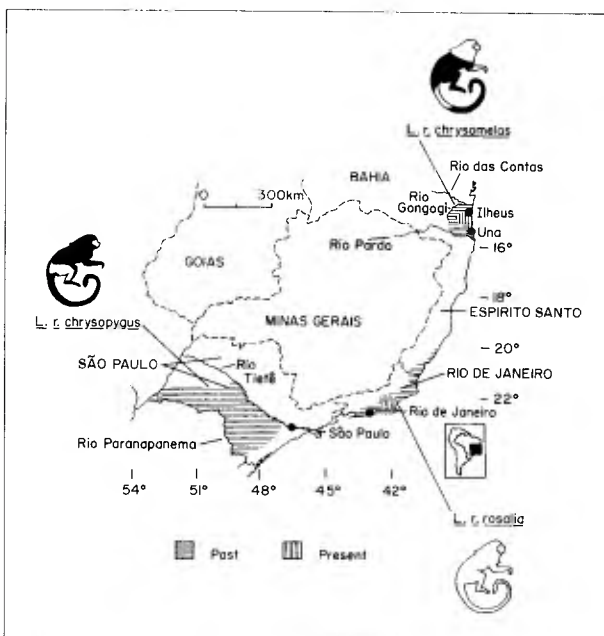 L. r. chrysomelas
Rio das Contas
BAHIA
Rio
Gongogi
Ilheus
Una
0 300km
Rio Pardo
16°
GOIAS
18°
MINAS GERAIS
ESPIRITO SANTO
L. r. chrysopygus
20°
SÃO PAULO
Rio
Tietê
RIO DE JANEIRO
22°
Rio de Janeiro
São Paulo
Rio Paranapanema
54° 51° 48° 45° 42°
L. r. rosalia
Past Present